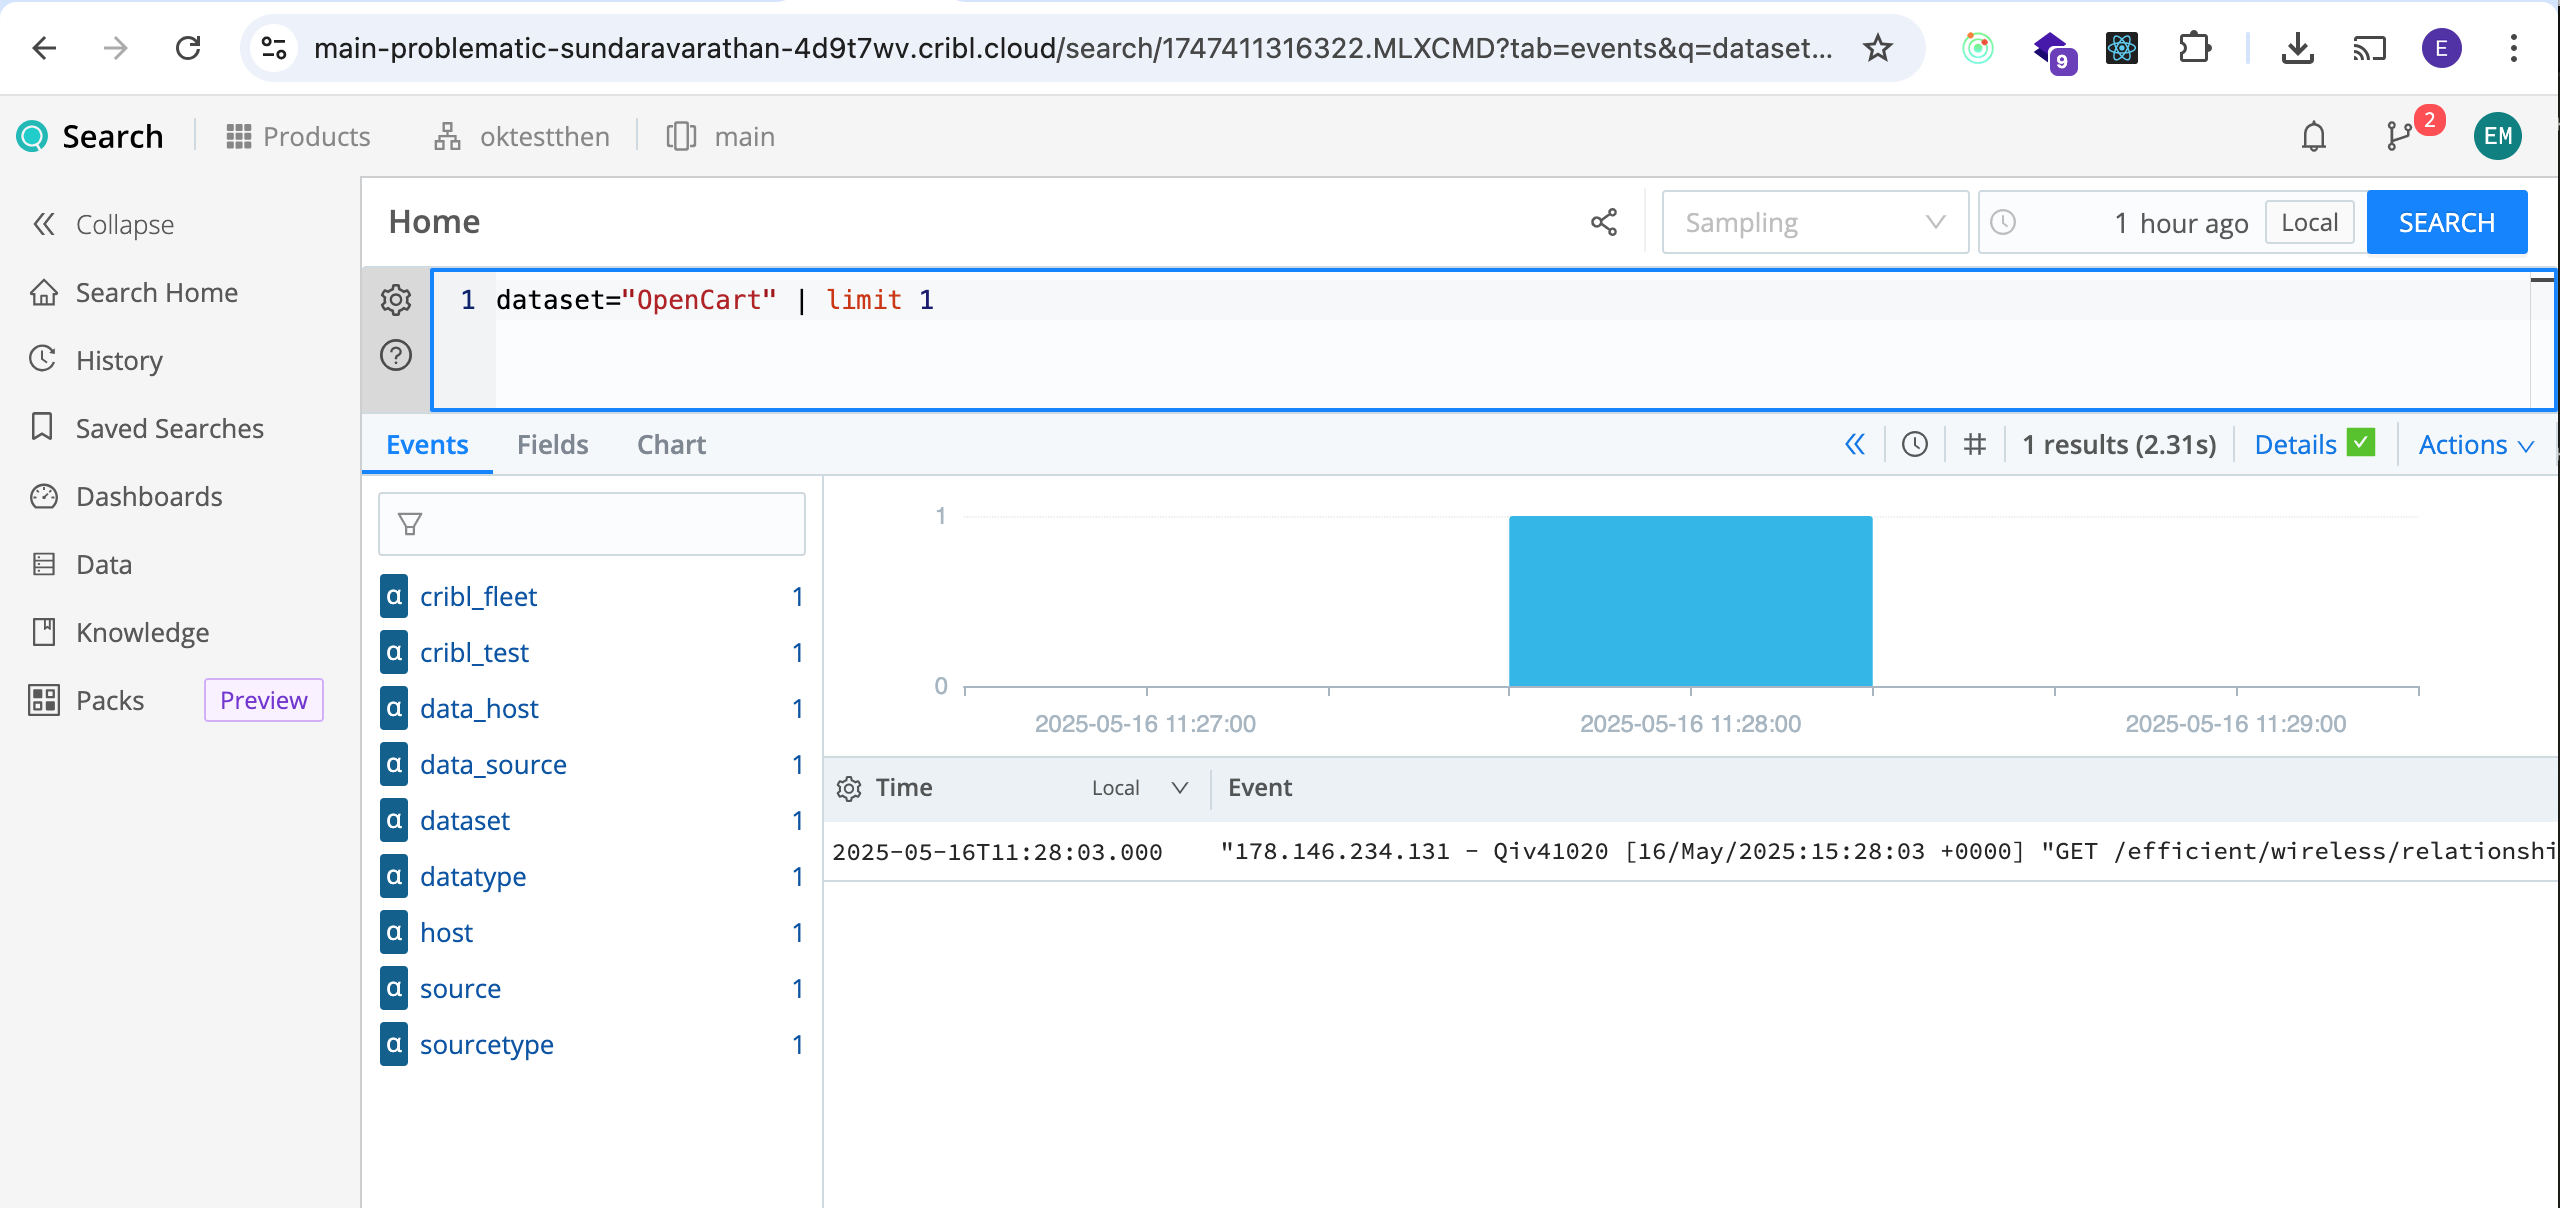 main-problematic-sundaravarathan-4d9t7wv.cribl.cloud/search/1747411316322.MLXCMD?tab=events&q=dataset...
9
E
Search
Products
oktestthen
main
2
EM
Collapse
Search Home
History
Saved Searches
Dashboards
Data
Knowledge
Packs
Preview
Home
Sampling
1 hour ago
Local
SEARCH
1 dataset="OpenCart" | limit 1
Events
Fields
Chart
1 results (2.31s)
Details
Actions
α cribl_fleet 1
α cribl_test 1
α data_host 1
α data_source 1
α dataset 1
α datatype 1
α host 1
α source 1
α sourcetype 1
1
0
2025-05-16 11:27:00
2025-05-16 11:28:00
2025-05-16 11:29:00
Time
Local
Event
2025-05-16T11:28:03.000
"178.146.234.131 - Qiv41020 [16/May/2025:15:28:03 +0000] "GET /efficient/wireless/relationshi